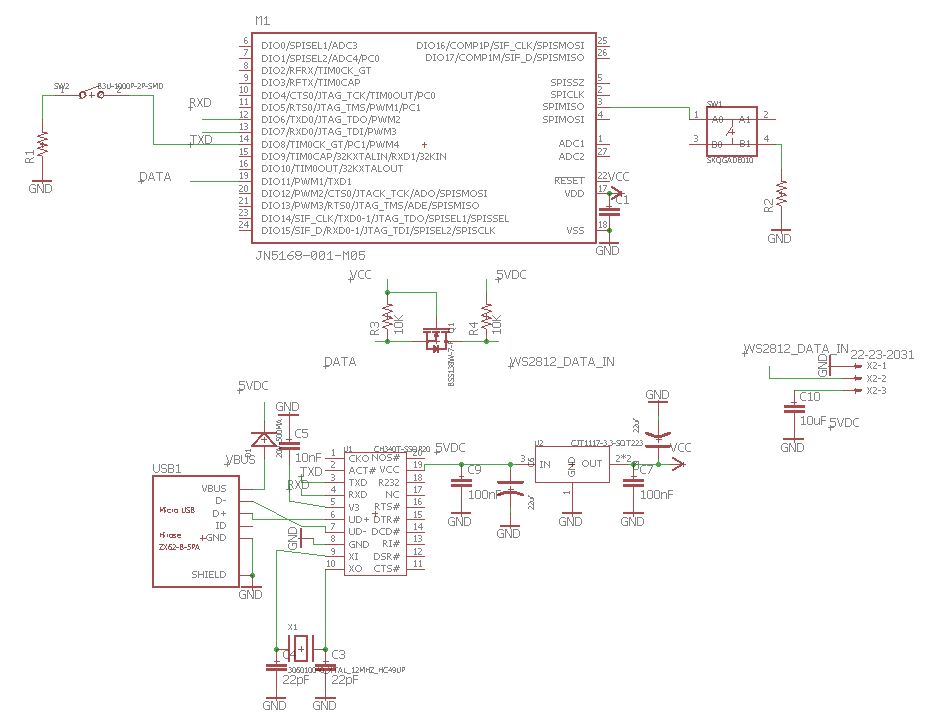 M1
6 DIO0/SPISEL1/ADC3 DIO16/COMP1P/SIF_CLK/SPISMOSI 25
7 DIO1/SPISEL2/ADC4/PC0 DIO17/COMP1M/SIF_D/SPISMISO 26
8 DIO2/RFRX/TIM0CK_GT
9 DIO3/RFTX/TIM0CAP SPISSZ 5
10 DIO4/CTS0/JTAG_TCK/TIM0OUT/PC0 SPICLK 2
11 DIO5/RTS0/JTAG_TMS/PWM1/PC1 SPIMISO 3
12 DIO6/TXD0/JTAG_TDO/PWM2 SPIMOSI 4
13 DIO7/RXD0/JTAG_TDI/PWM3
14 DIO8/TIM0CK_GT/PC1/PWM4 ADC1 1
15 DIO9/TIM0CAP/32KXTALIN/RXD1/32KIN ADC2 27
16 DIO10/TIM0OUT/32KXTALOUT
19 DIO11/PWM1/TXD1 RESET 22 VCC
20 DIO12/PWM2/CTS0/JTACK_TCK/ADO/SPISMOSI VDD 17
21 DIO13/PWM3/RTS0/JTAG_TMS/ADE/SPISMISO C1
23 DIO14/SIF_CLK/TXD0-1/JTAG_TDO/SPISEL1/SPISSEL
24 DIO15/SIF_D/RXD0-1/JTAG_TDI/SPISEL2/SPISCLK VSS 18
JN5168-001-M05
GND
SW2 B3U-1000P-2P-SMD
1 2
RXD
TXD
DATA
R1
GND
SW1
1 A0 A1 2
3 B0 B1 4
SKQGADE010
R2
GND
VCC 5VDC
R3 10K Q1 R4 10K
BSS138W-7-F
DATA WS2812_DATA_IN
WS2812_DATA_IN 22-23-2031
GND X2-1
X2-2
X2-3
C10
10uF 5VDC
GND
5VDC
GND
C5
10nF
VBUS
USB1
VBUS
D-
Micro USB D+
ID
Hirose GND
ZX62-B-5PA
SHIELD
GND
TXD
RXD
GND
U1 CH340T-SSOP20
1 CKO NOS# 20
2 ACT# VCC 19
3 TXD R232 18
4 RXD NC 17
5 V3 RTS# 16
6 UD+ DTR# 15
7 UD- DCD# 14
8 GND RI# 13
9 XI DSR# 12
10 XO CTS# 11
5VDC
C9
100nF
GND
22uF
GND
U2 CJT1117-3.3-SOT223
3 IN GND OUT 2*2
1
GND
GND
22uF
VCC
C7
100nF
GND
X1
C3
22pF 22pF
GND GND